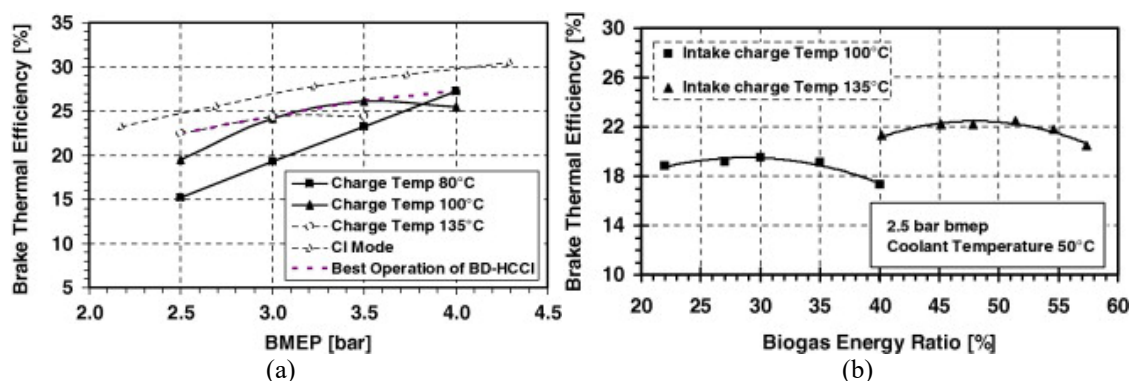 Brake Thermal Efficiency [%]
35
30
25
20
15
10
5
Charge Temp 80°C
Charge Temp 100°C
Charge Temp 135°C
CI Mode
Best Operation of BD-HCCI
2.0 2.5 3.0 3.5 4.0 4.5
BMEP [bar]
(a)
Brake Thermal Efficiency [%]
30
26
22
18
14
10
Intake charge Temp 100°C
Intake charge Temp 135°C
2.5 bar bmep
Coolant Temperature 50°C
20 25 30 35 40 45 50 55 60
Biogas Energy Ratio [%]
(b)